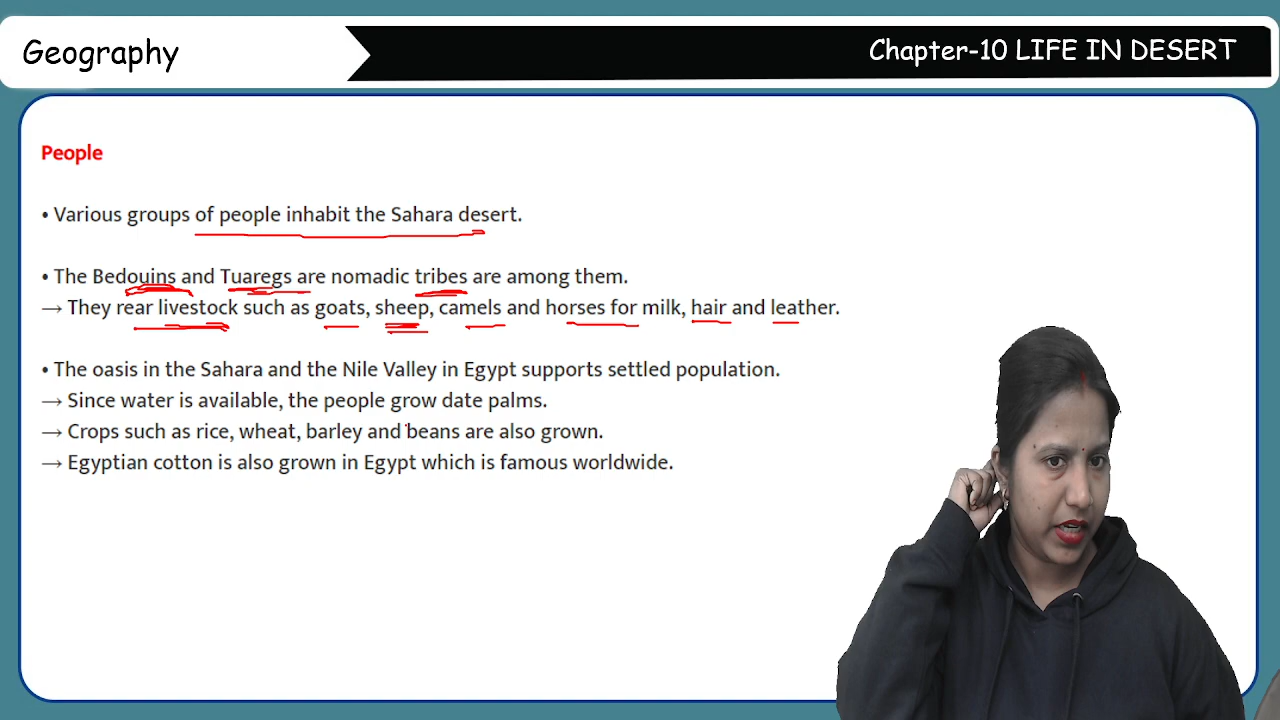 Geography
Chapter-10 LIFE IN DESERT
People
• Various groups of people inhabit the Sahara desert.
• The Bedouins and Tuaregs are nomadic tribes are among them.
→ They rear livestock such as goats, sheep, camels and horses for milk, hair and leather.
• The oasis in the Sahara and the Nile Valley in Egypt supports settled population.
→ Since water is available, the people grow date palms.
→ Crops such as rice, wheat, barley and beans are also grown.
→ Egyptian cotton is also grown in Egypt which is famous worldwide.